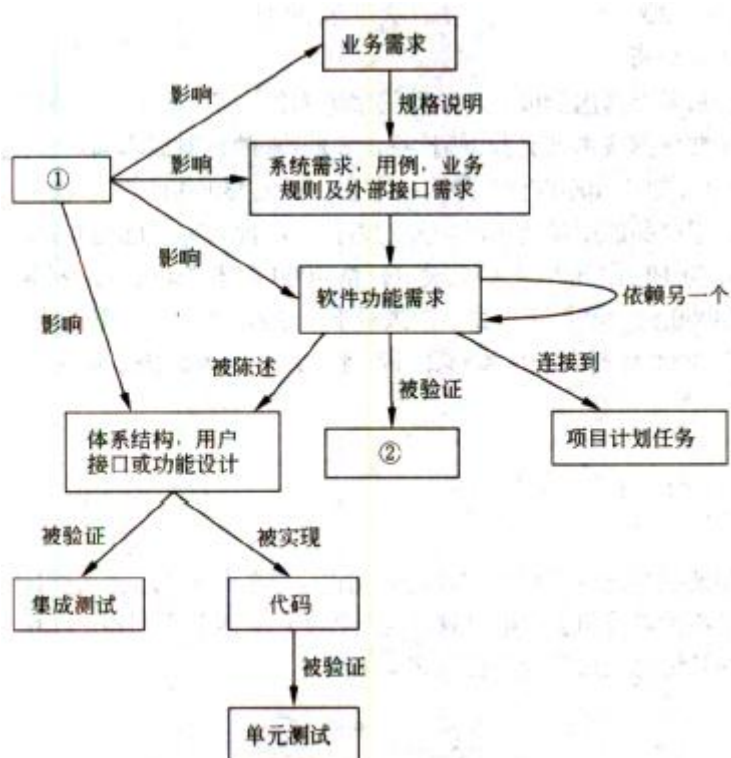 业务需求
影响
规格说明
影响
系统需求，用例，业务
规则及外部接口需求
①
影响
软件功能需求
依赖另一个
影响
被陈述
被验证
连接到
体系结构，用户
接口或功能设计
②
项目计划任务
被验证
被实现
集成测试
代码
被验证
单元测试